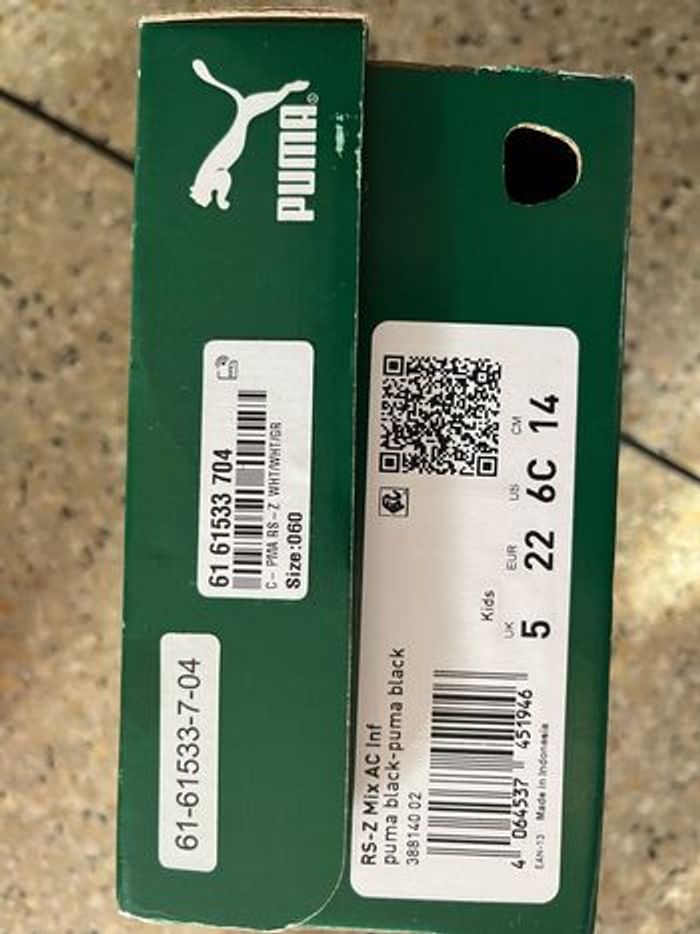 PUMA®
61 61533 704
C - PMA RS - Z WHT/WHT/GR
Size:060
61-61533-7-04
RS-Z Mix AC Inf
puma black-puma black
388140 02
4 064537 451946
EAN-13 Made in Indonesia
Kids
UK EUR US CM
5 22 6C 14